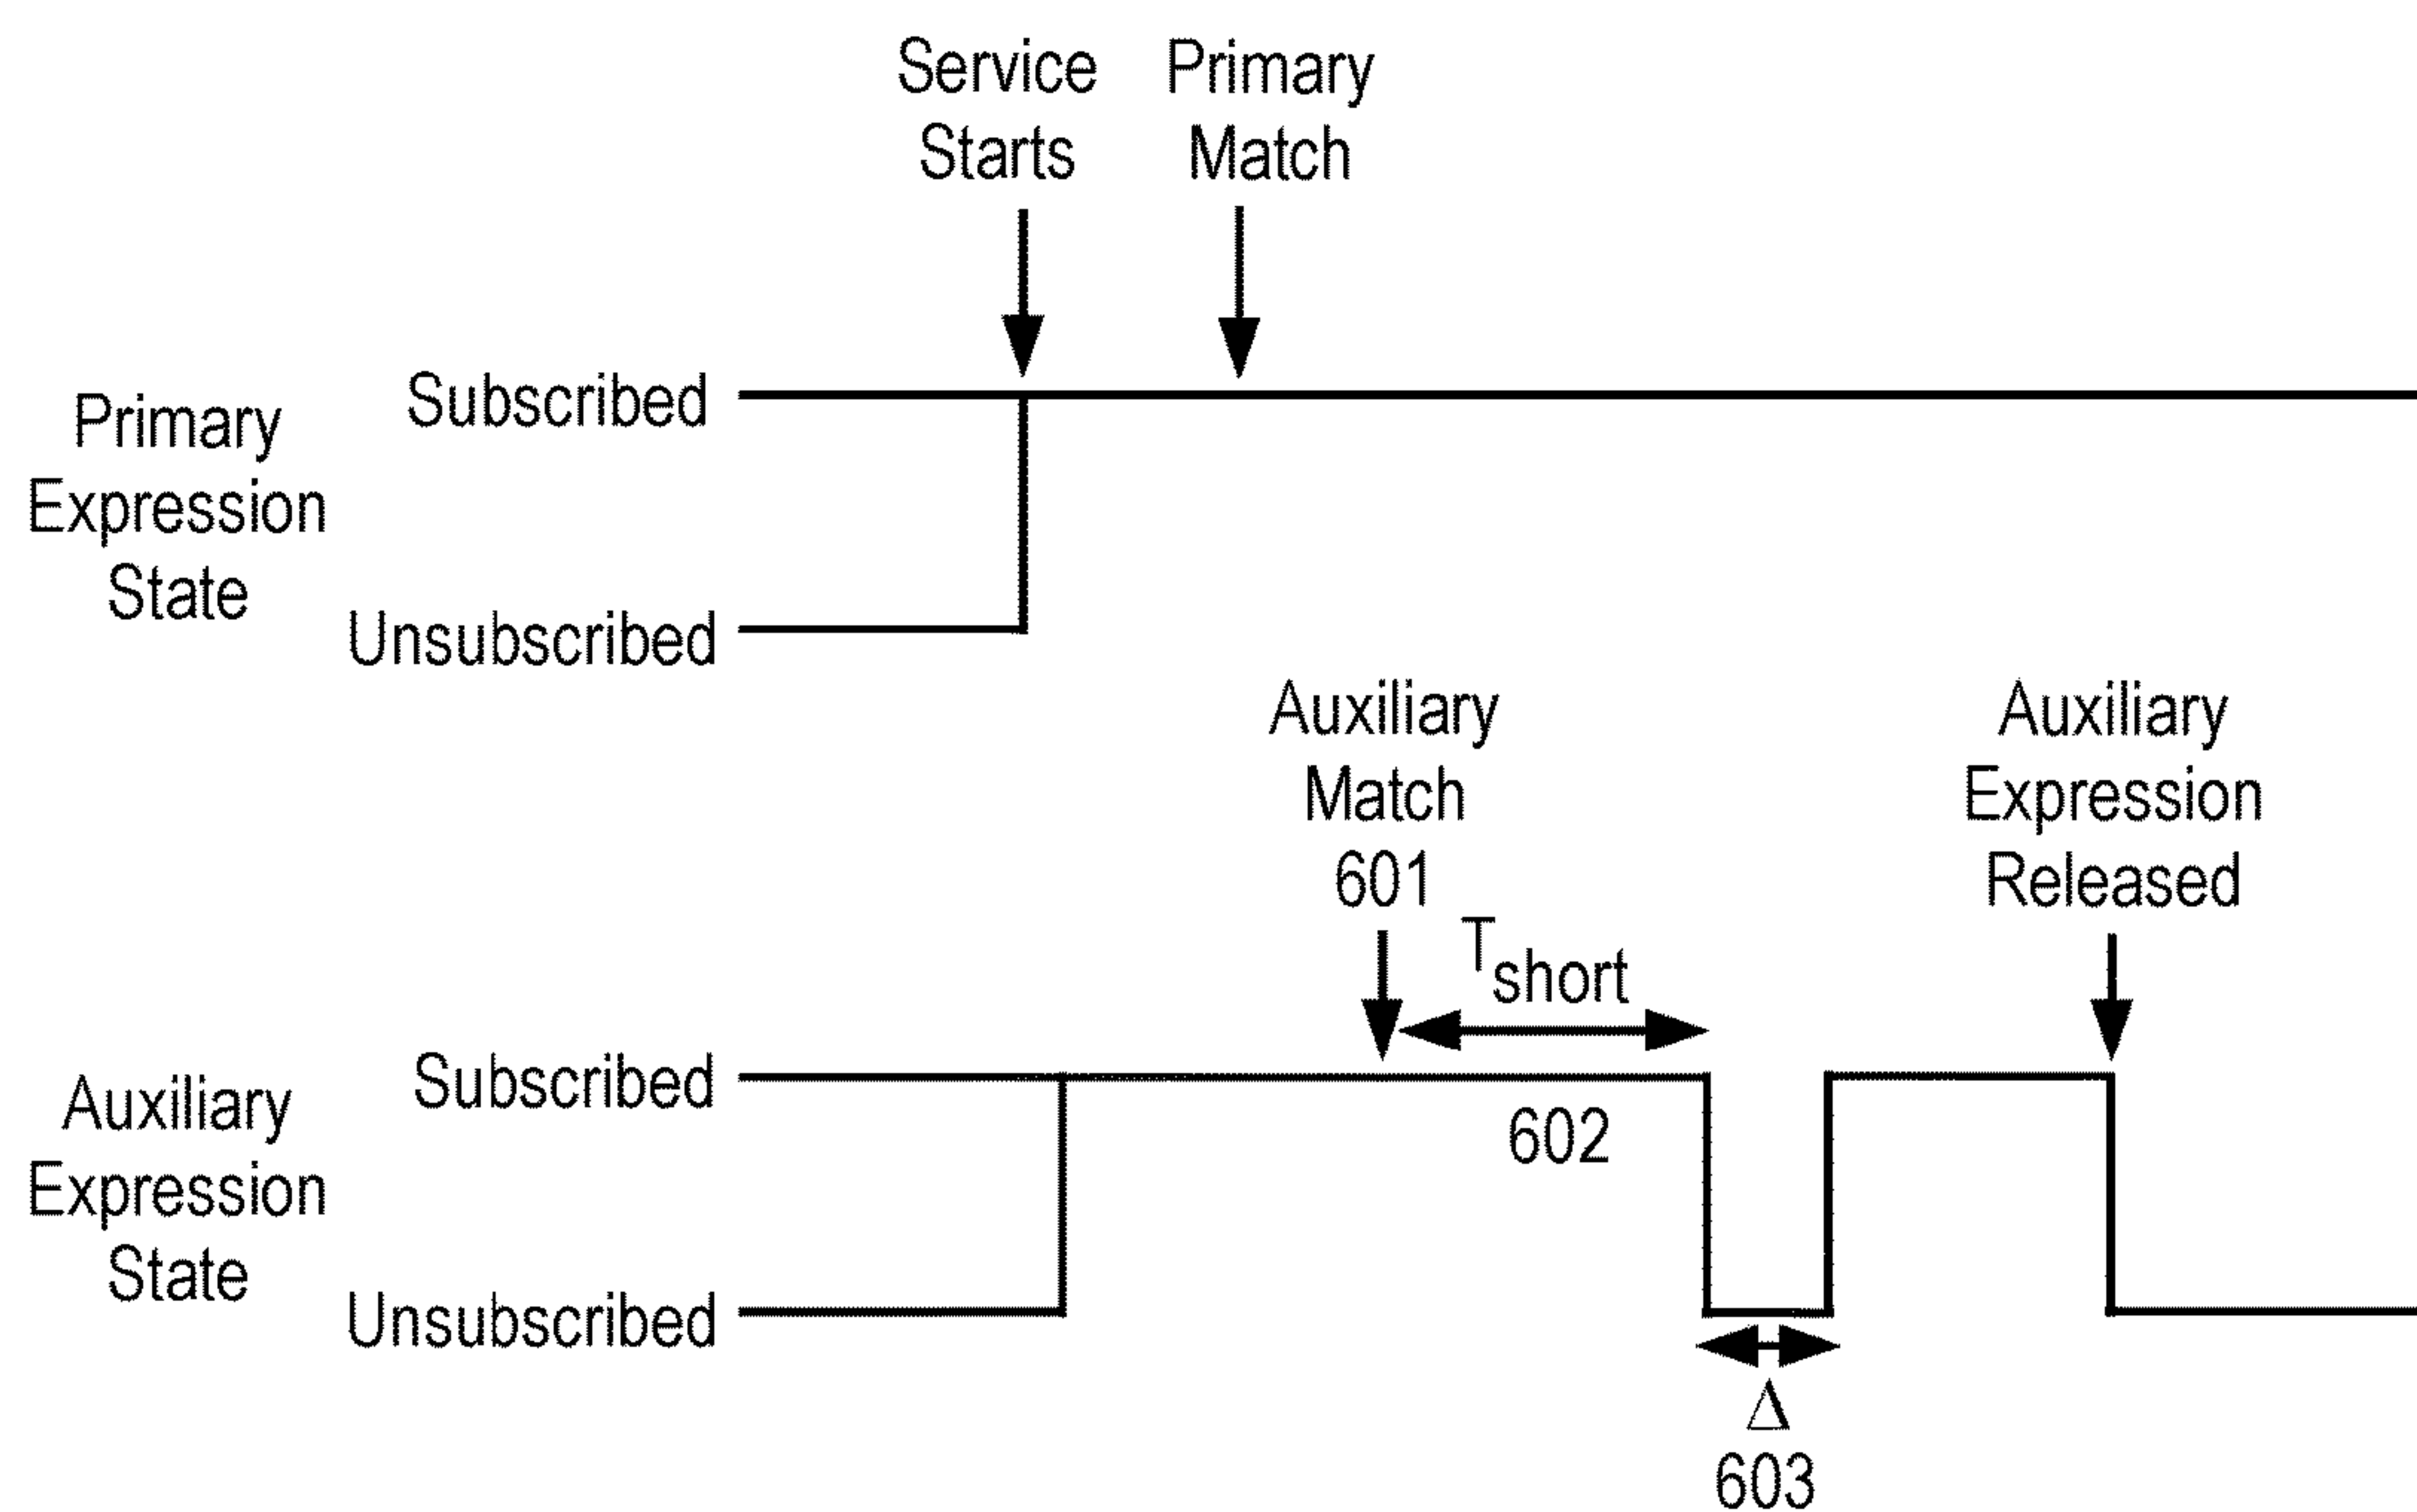 Service
Starts
Primary
Match
Primary
Expression
State
Subscribed
Unsubscribed
Auxiliary
Match
601
Auxiliary
Expression
Released
Tshort
Auxiliary
Expression
State
Subscribed
602
Unsubscribed
Δ
603